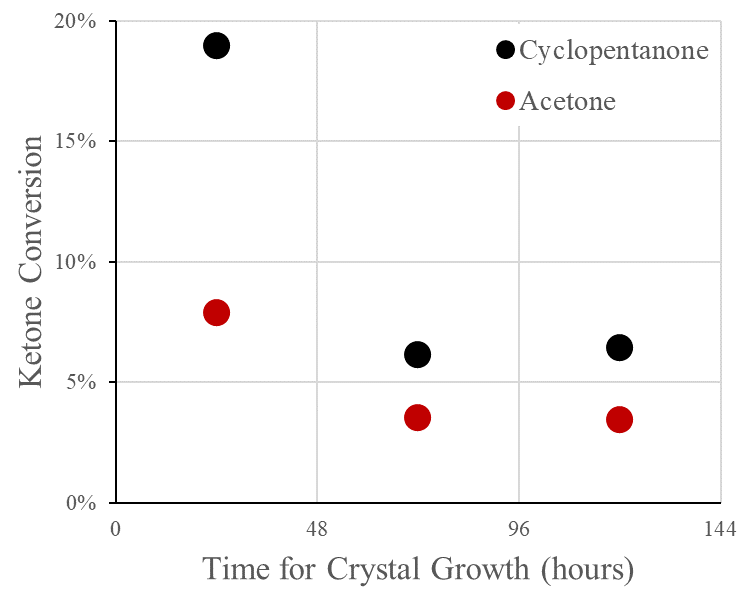 20%
15%
10%
5%
0%
Ketone Conversion
Cyclopentanone
Acetone
0 48 96 144
Time for Crystal Growth (hours)